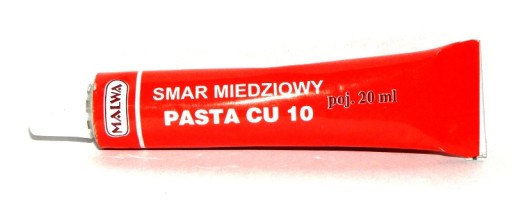 MALWA
SMAR MIEDZIOWY
poj. 20 ml
PASTA CU 10